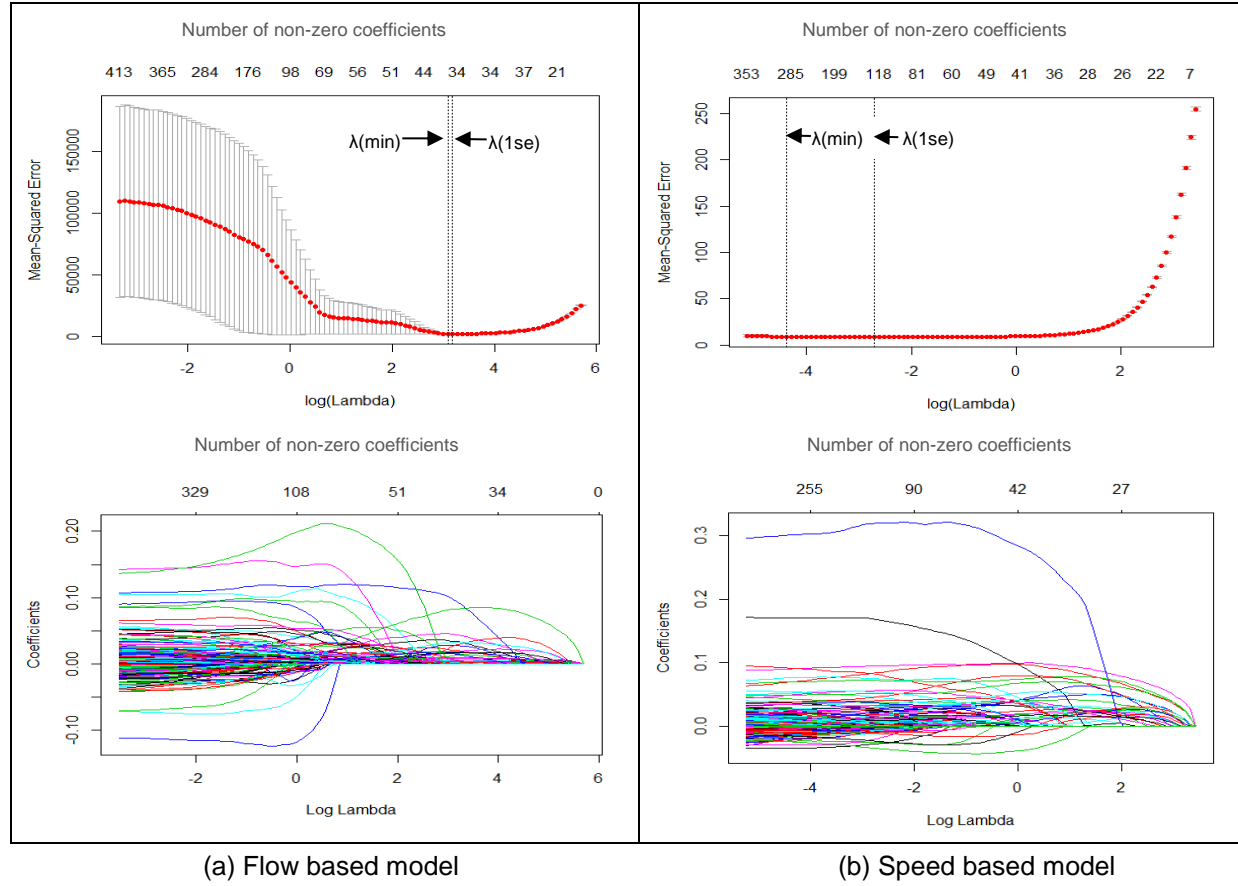 Number of non-zero coefficients
413 365 284 176 98 69 56 51 44 34 34 37 21
λ(min) λ(1se)
Mean-Squared Error
0 50000 100000 150000
-2 0 2 4 6
log(Lambda)
Number of non-zero coefficients
329 108 51 34 0
Coefficients
-0.10 0.00 0.10 0.20
-2 0 2 4 6
Log Lambda
(a) Flow based model
Number of non-zero coefficients
353 285 199 118 81 60 49 41 36 28 26 22 7
λ(min) λ(1se)
Mean-Squared Error
0 50 100 150 200 250
-4 -2 0 2
log(Lambda)
Number of non-zero coefficients
255 90 42 27
Coefficients
0.0 0.1 0.2 0.3
-4 -2 0 2
Log Lambda
(b) Speed based model